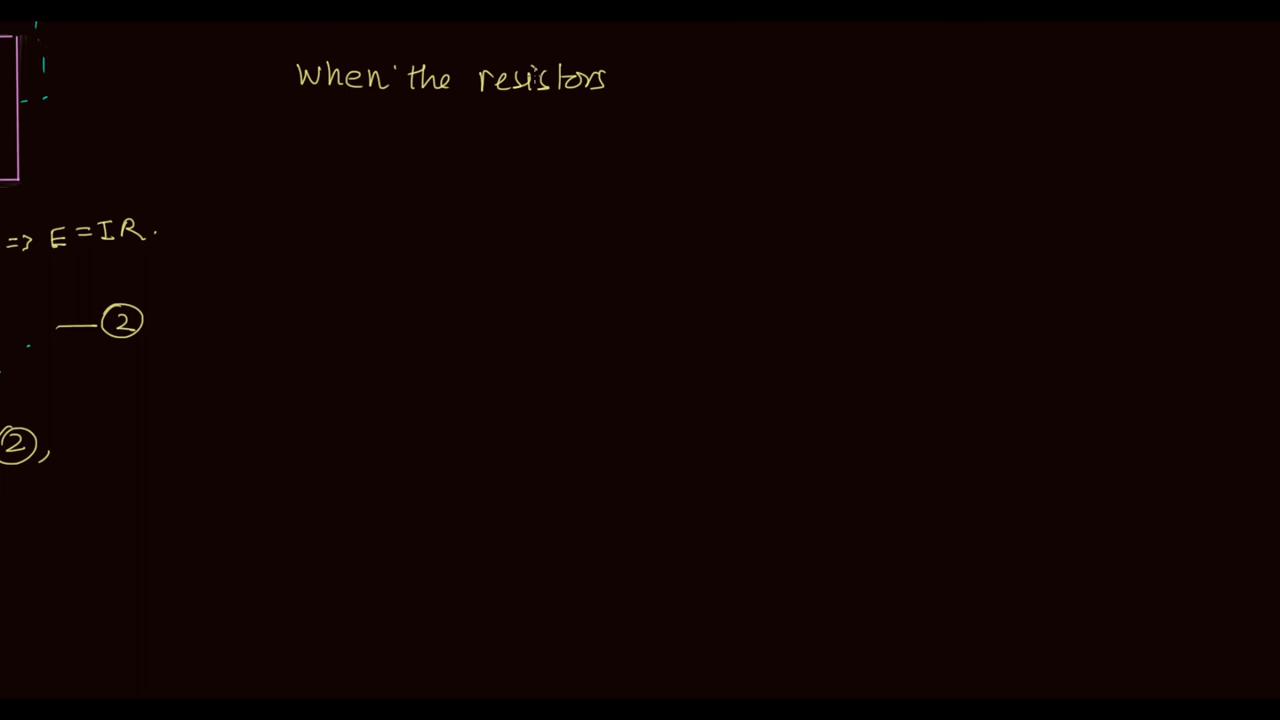 When the resistors
=> E = IR.
— ②
②,